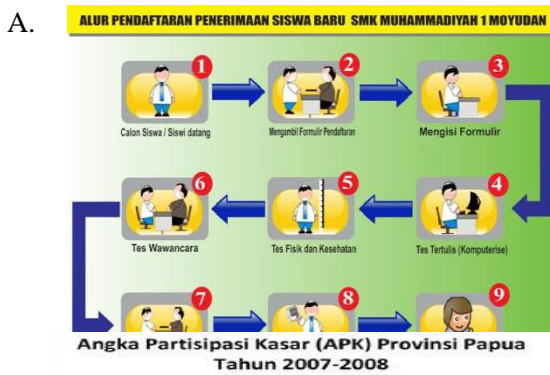 A.
ALUR PENDAFTARAN PENERIMAAN SISWA BARU SMK MUHAMMADIYAH 1 MOYUDAN
1
2
3
Calon Siswa / Siswi datang
Mengambil Formulir Pendaftaran
Mengisi Formulir
6
5
4
Tes Wawancara
Tes Fisik dan Kesehatan
Tes Tertulis (Komputerise)
7
8
9
Angka Partisipasi Kasar (APK) Provinsi Papua
Tahun 2007-2008